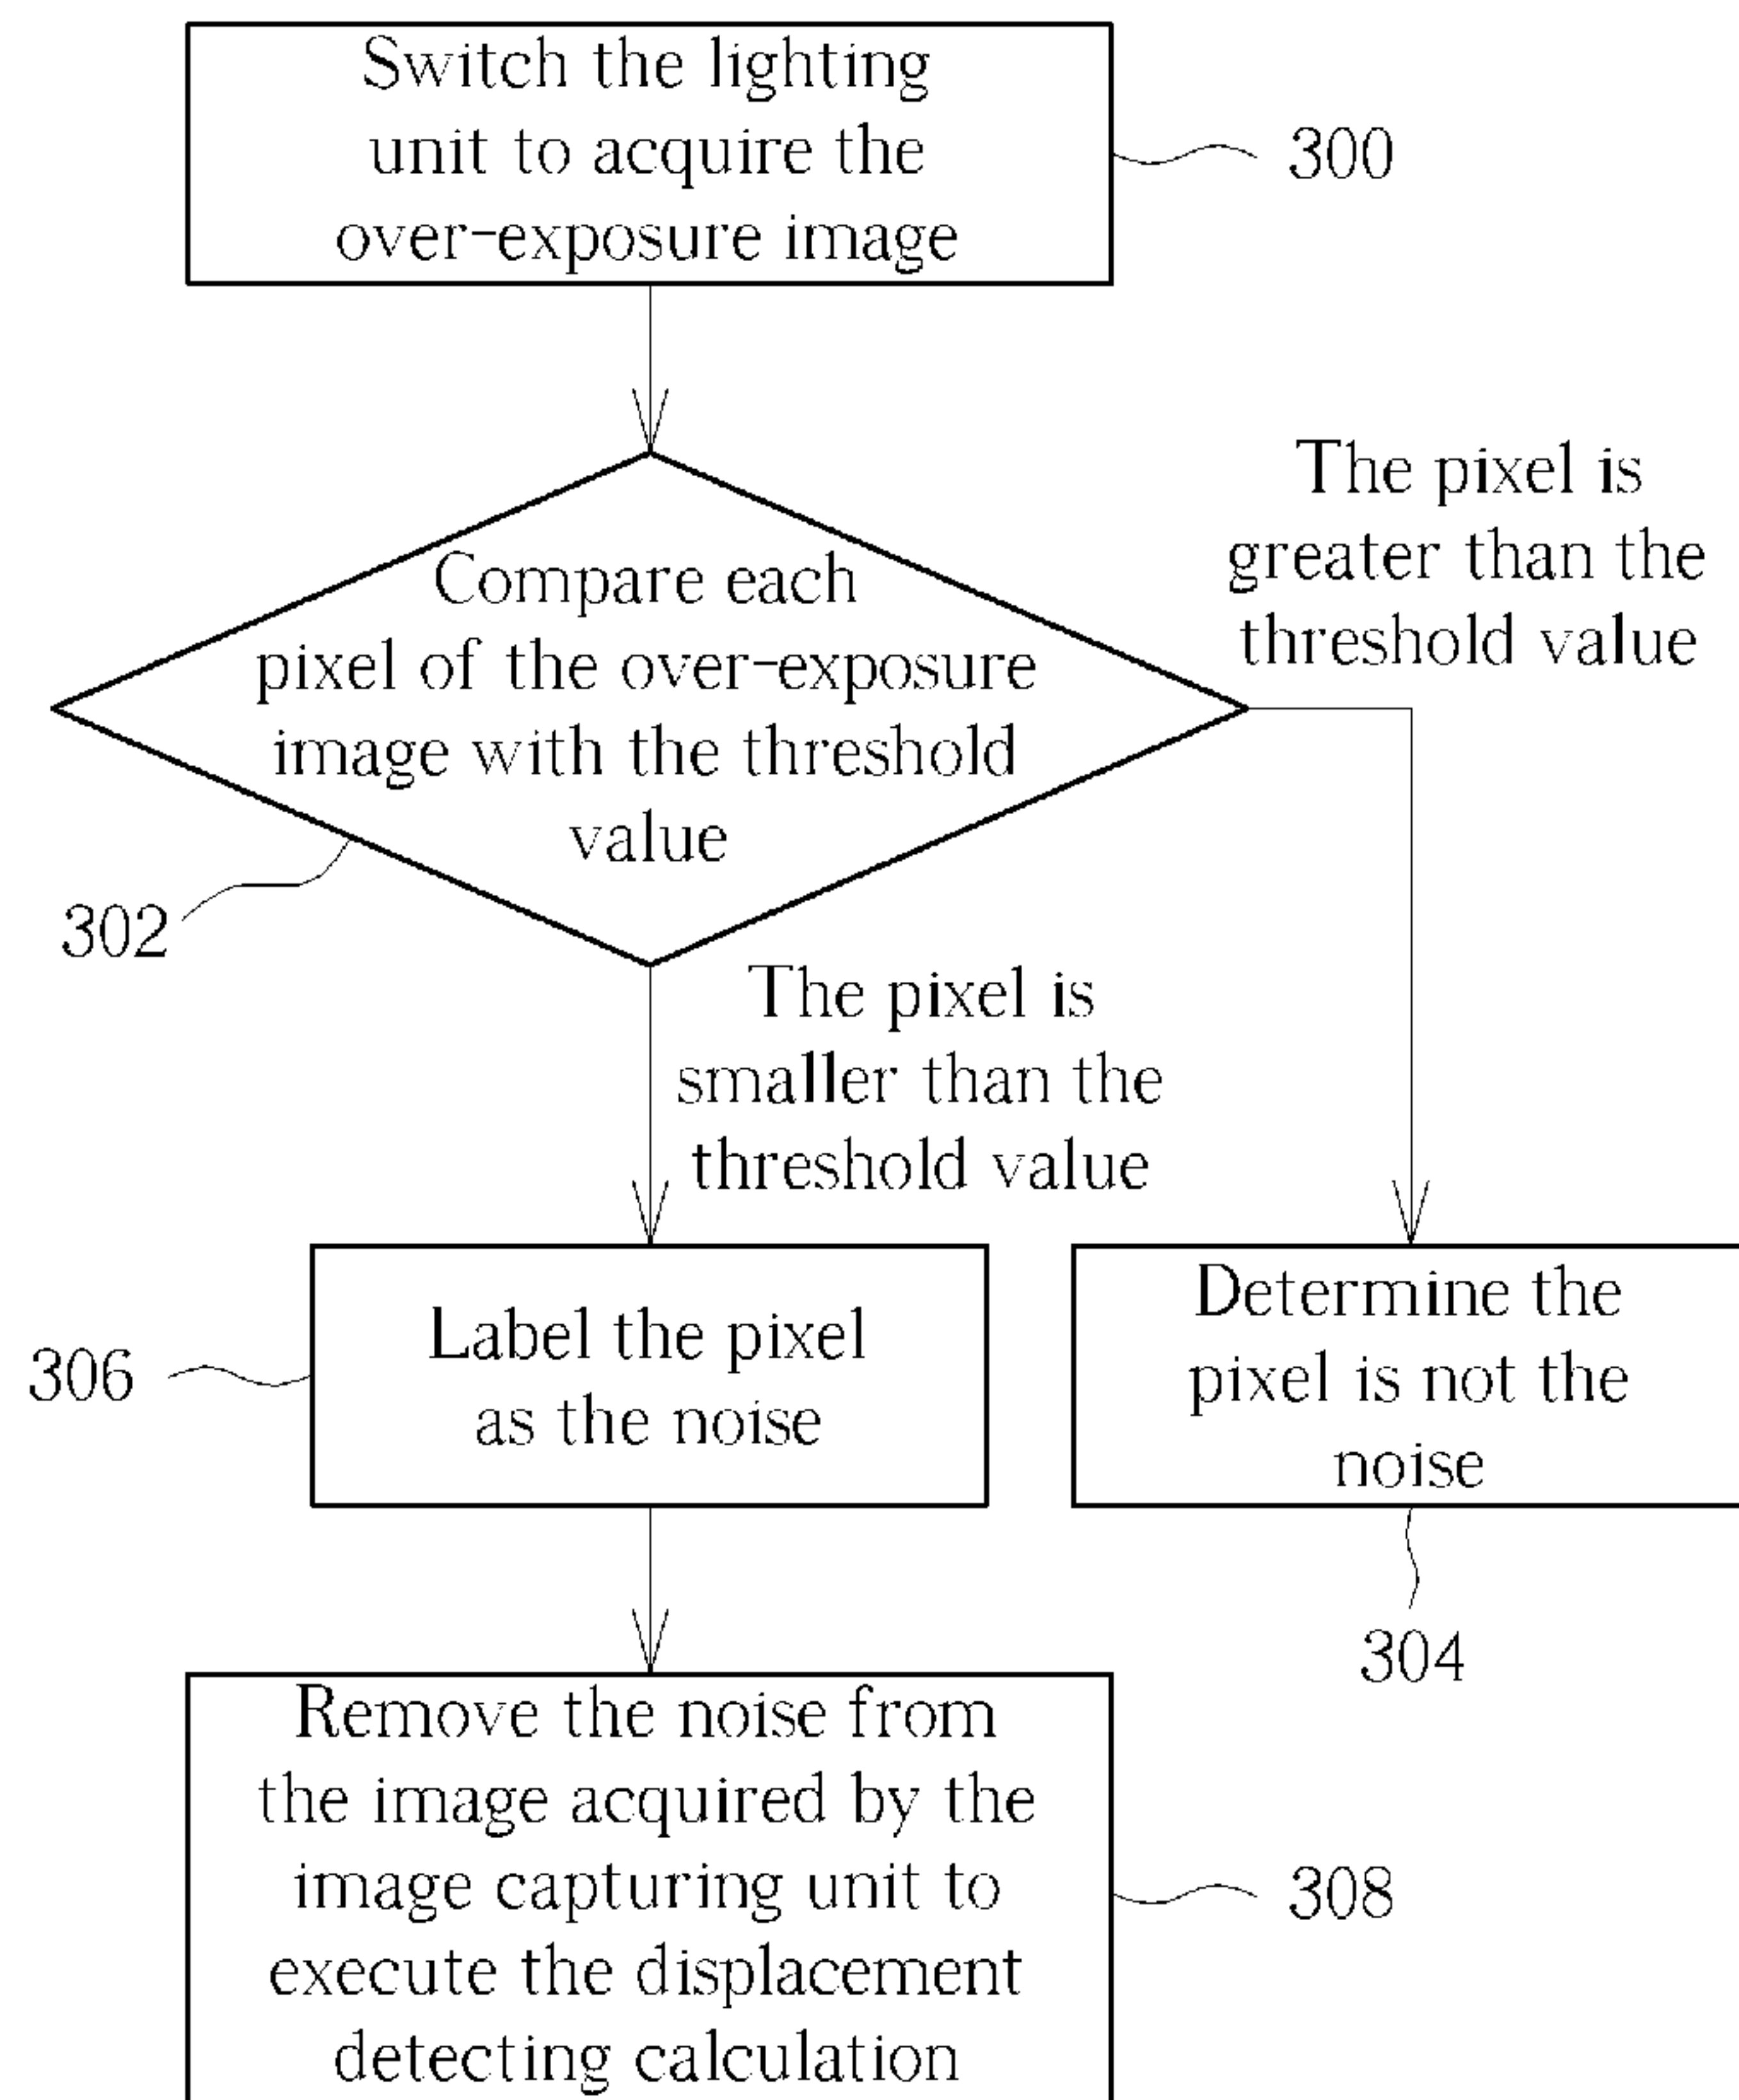 Switch the lighting
unit to acquire the
over-exposure image
300
The pixel is
greater than the
threshold value
Compare each
pixel of the over-exposure
image with the threshold
value
302
The pixel is
smaller than the
threshold value
Label the pixel
as the noise
306
Determine the
pixel is not the
noise
304
Remove the noise from
the image acquired by the
image capturing unit to
execute the displacement
detecting calculation
308